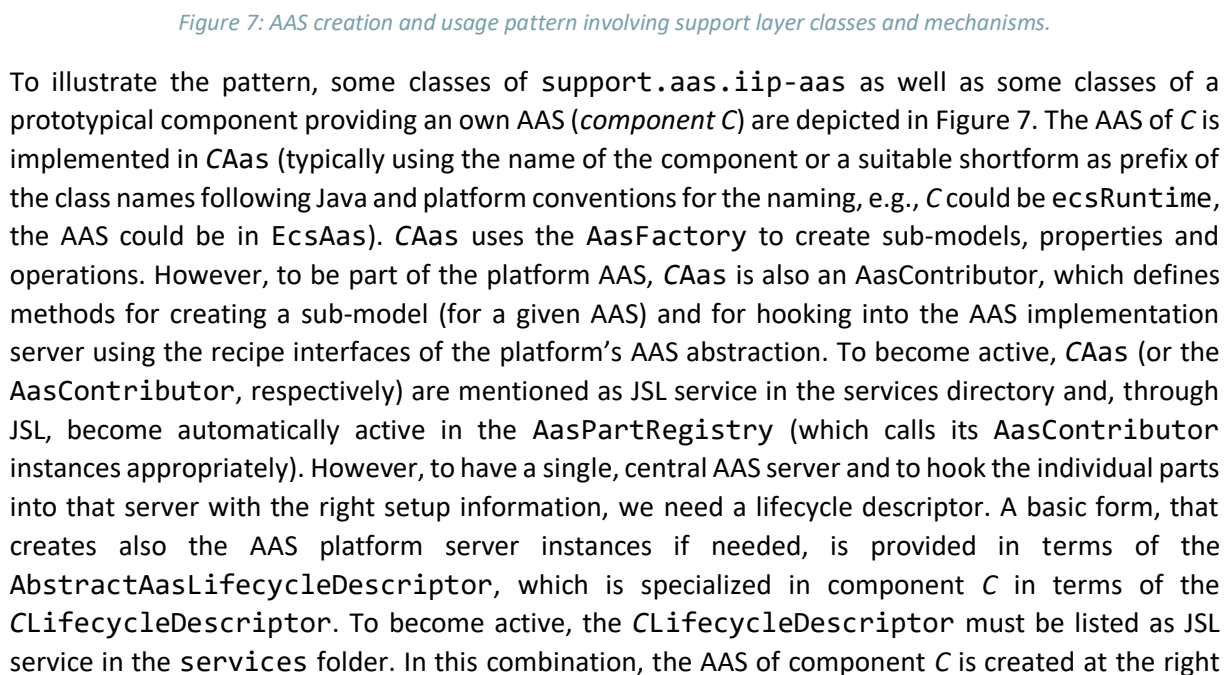 Figure 7: AAS creation and usage pattern involving support layer classes and mechanisms.
To illustrate the pattern, some classes of support.aas.iip-aas as well as some classes of a
prototypical component providing an own AAS (component C) are depicted in Figure 7. The AAS of C is
implemented in CAas (typically using the name of the component or a suitable shortform as prefix of
the class names following Java and platform conventions for the naming, e.g., C could be ecsRuntime,
the AAS could be in EcsAas). CAas uses the AasFactory to create sub-models, properties and
operations. However, to be part of the platform AAS, CAas is also an AasContributor, which defines
methods for creating a sub-model (for a given AAS) and for hooking into the AAS implementation
server using the recipe interfaces of the platform's AAS abstraction. To become active, CAas (or the
AasContributor, respectively) are mentioned as JSL service in the services directory and, through
JSL, become automatically active in the AasPartRegistry (which calls its AasContributor
instances appropriately). However, to have a single, central AAS server and to hook the individual parts
into that server with the right setup information, we need a lifecycle descriptor. A basic form, that
creates also the AAS platform server instances if needed, is provided in terms of the
AbstractAasLifecycleDescriptor, which is specialized in component C in terms of the
CLifecycleDescriptor. To become active, the CLifecycleDescriptor must be listed as JSL
service in the services folder. In this combination, the AAS of component C is created at the right